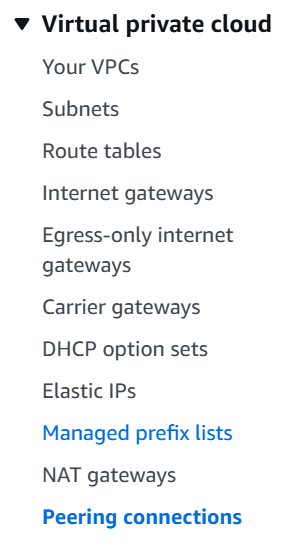 Virtual private cloud
Your VPCs
Subnets
Route tables
Internet gateways
Egress-only internet
gateways
Carrier gateways
DHCP option sets
Elastic IPs
Managed prefix lists
NAT gateways
Peering connections